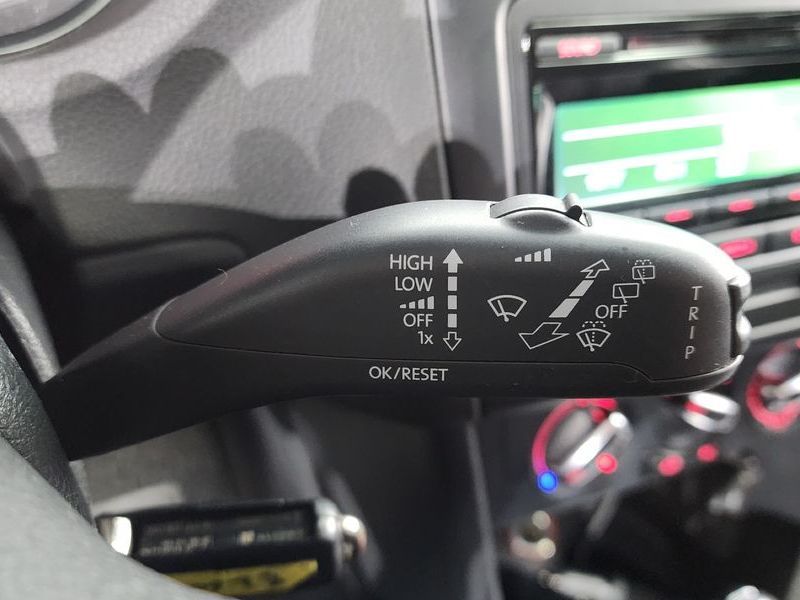 HIGH
LOW
OFF
1x
OFF
TRIP
OK/RESET